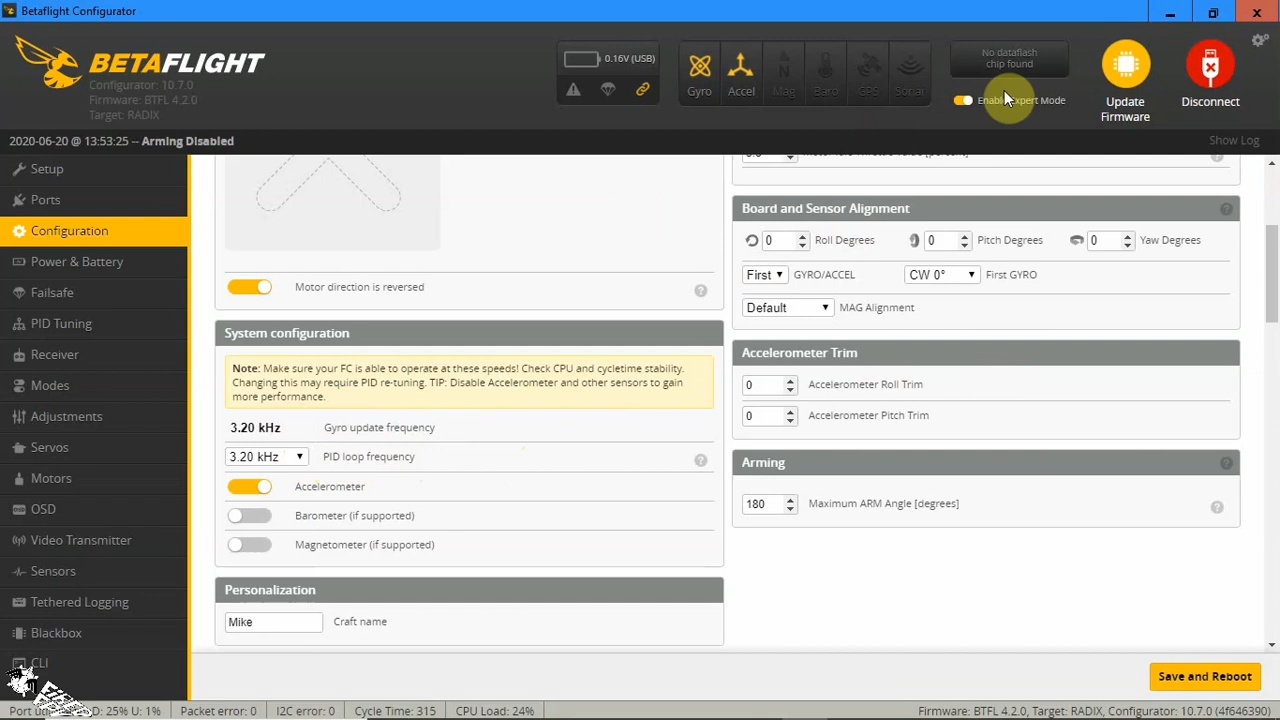 Betaflight Configurator
BETAFLIGHT
Configurator: 10.7.0
Firmware: BTFL 4.2.0
Target: RADIX
0.16V (USB)
Gyro
Accel
Mag
Baro
GPS
Sonar
No dataflash
chip found
Enable Expert Mode
Update
Firmware
Disconnect
2020-06-20 @ 13:53:25 -- Arming Disabled
Show Log
Setup
Ports
Configuration
Power & Battery
Failsafe
PID Tuning
Receiver
Modes
Adjustments
Servos
Motors
OSD
Video Transmitter
Sensors
Tethered Logging
Blackbox
CLI
Motor direction is reversed
System configuration
Note: Make sure your FC is able to operate at these speeds! Check CPU and cycletime stability.
Changing this may require PID re-tuning. TIP: Disable Accelerometer and other sensors to gain
more performance.
3.20 kHz Gyro update frequency
3.20 kHz PID loop frequency
Accelerometer
Barometer (if supported)
Magnetometer (if supported)
Personalization
Mike Craft name
Board and Sensor Alignment
0 Roll Degrees 0 Pitch Degrees 0 Yaw Degrees
First GYRO/ACCEL CW 0° First GYRO
Default MAG Alignment
Accelerometer Trim
0 Accelerometer Roll Trim
0 Accelerometer Pitch Trim
Arming
180 Maximum ARM Angle [degrees]
Save and Reboot
Port D: 25% U: 1% Packet error: 0 I2C error: 0 Cycle Time: 315 CPU Load: 24% Firmware: BTFL 4.2.0, Target: RADIX, Configurator: 10.7.0 (4f646390)